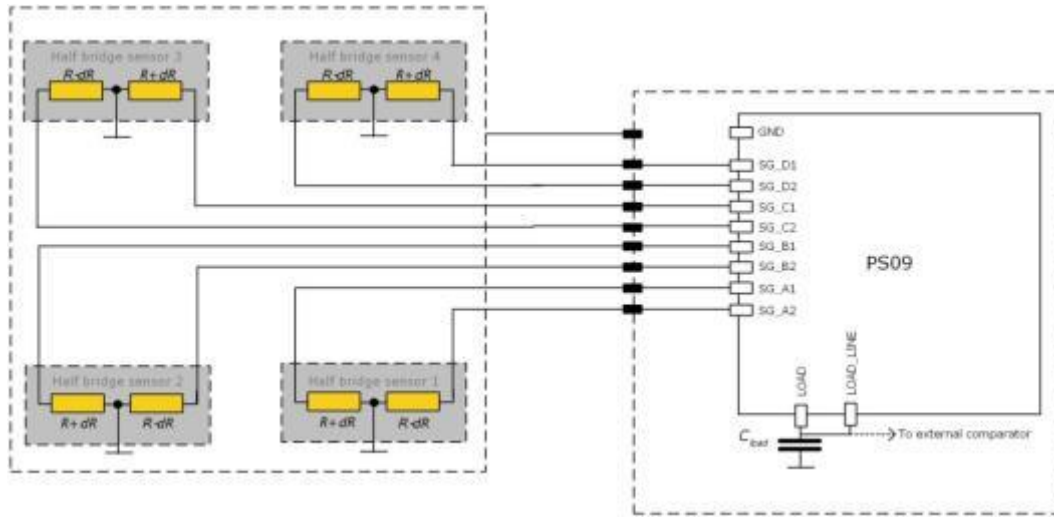 Half bridge sensor 3
R-dR R+dR
Half bridge sensor 4
R-dR R+dR
GND
SG_D1
SG_D2
SG_C1
SG_C2
SG_B1
SG_B2
SG_A1
SG_A2
PS09
LOAD
LOAD_LINE
Cload
To external comparator
Half bridge sensor 2
R+dR R-dR
Half bridge sensor 1
R+dR R-dR